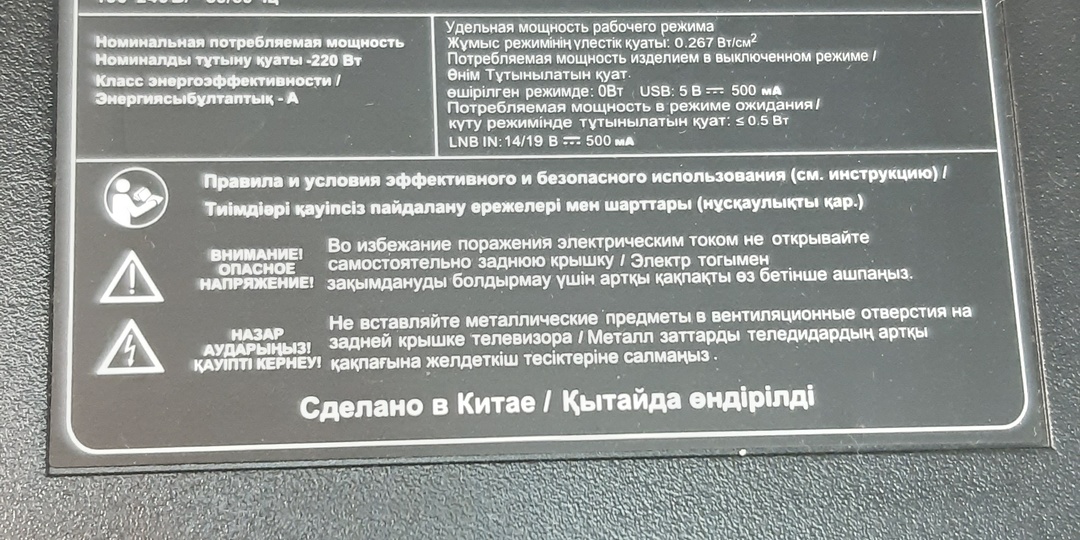 Номинальная потребляемая мощность
Номиналды тұтыну қуаты -220 Вт
Класс энергоэффективности /
Энергиясыбұлтаптық - А
Удельная мощность рабочего режима
Жұмыс режимінің үлестік қуаты: 0.267 Вт/см²
Потребляемая мощность изделием в выключенном режиме /
Өнім Тұтынылатын қуат
өшірілген режимде: 0Вт USB: 5 В ⎓ 500 мА
Потребляемая мощность в режиме ожидания /
күту режимінде тұтынылатын қуат: ≤ 0.5 Вт
LNB IN: 14/19 В ⎓ 500 мА
Правила и условия эффективного и безопасного использования (см. инструкцию) /
Тиімдіәрі қауіпсіз пайдалану ережелері мен шарттары (нұсқаулықты қар.)
ВНИМАНИЕ!
ОПАСНОЕ
НАПРЯЖЕНИЕ!
Во избежание поражения электрическим током не открывайте
самостоятельно заднюю крышку / Электр тогымен
зақымдануды болдырмау үшін артқы қақпақты өз бетінше ашпаңыз.
НАЗАР
АУДАРЫҢЫЗ!
ҚАУІПТІ КЕРНЕУ!
Не вставляйте металлические предметы в вентиляционные отверстия на
задней крышке телевизора / Металл заттарды теледидардың артқы
қақпағына желдеткіш тесіктеріне салмаңыз.
Сделано в Китае / Қытайда өндірілді